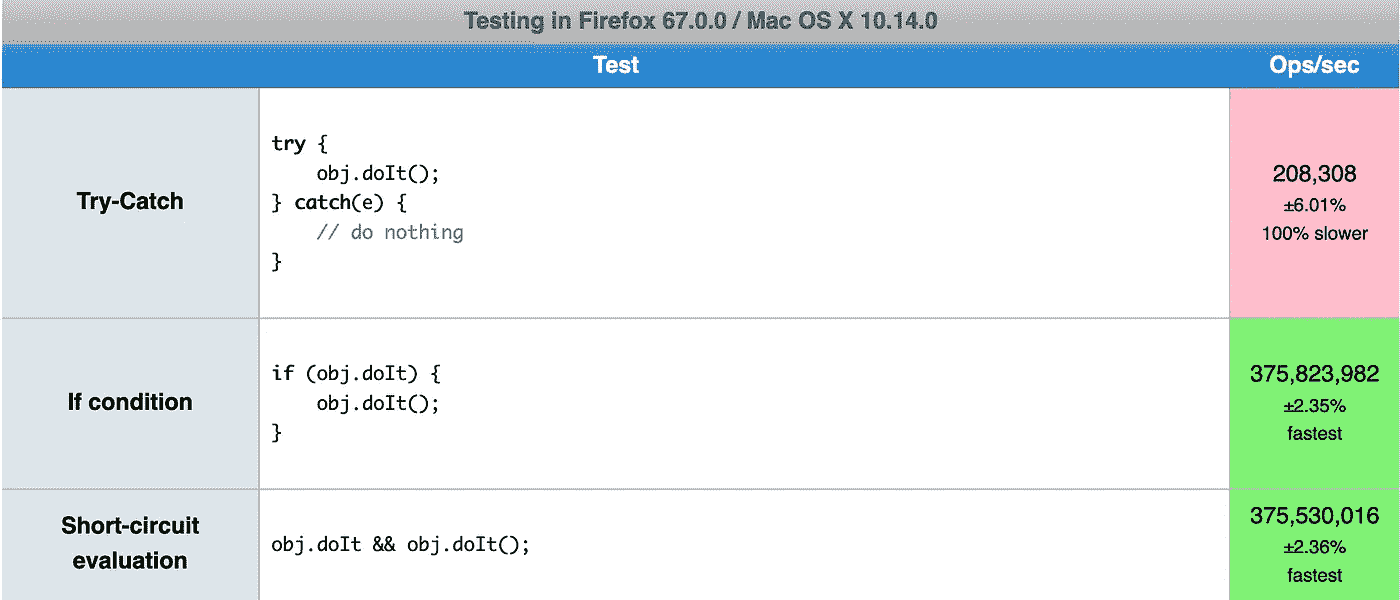 Testing in Firefox 67.0.0 / Mac OS X 10.14.0
Test Ops/sec
Try-Catch
try {
    obj.doIt();
} catch(e) {
    // do nothing
}
208,308
±6.01%
100% slower
If condition
if (obj.doIt) {
    obj.doIt();
}
375,823,982
±2.35%
fastest
Short-circuit
evaluation
obj.doIt && obj.doIt();
375,530,016
±2.36%
fastest